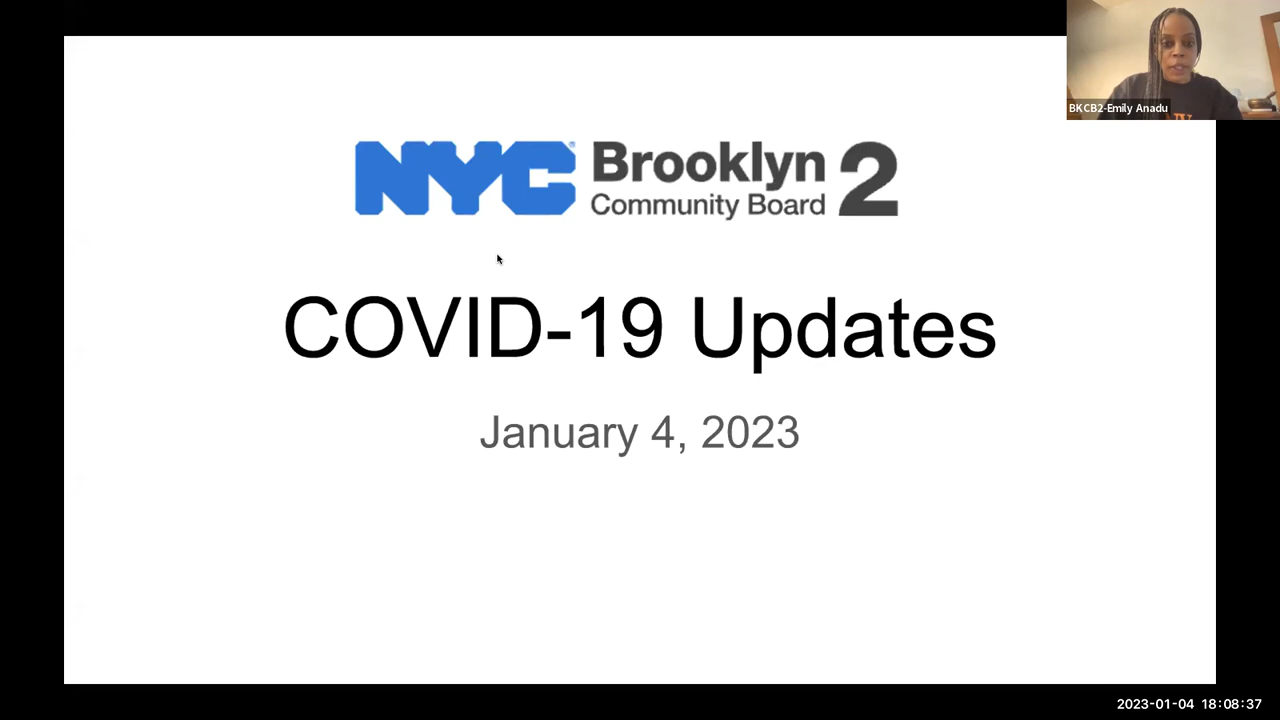 BKCB2-Emily Anadu
NYC Brooklyn 2
Community Board
COVID-19 Updates
January 4, 2023
2023-01-04 18:08:37